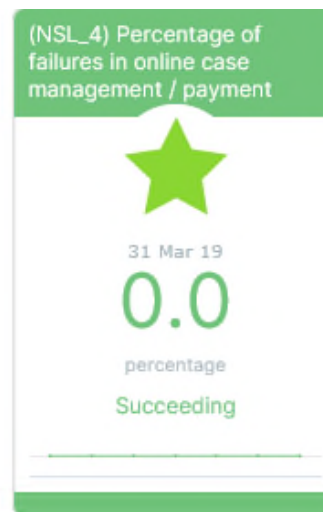 (NSL_4) Percentage of
failures in online case
management / payment
31 Mar 19
0.0
percentage
Succeeding